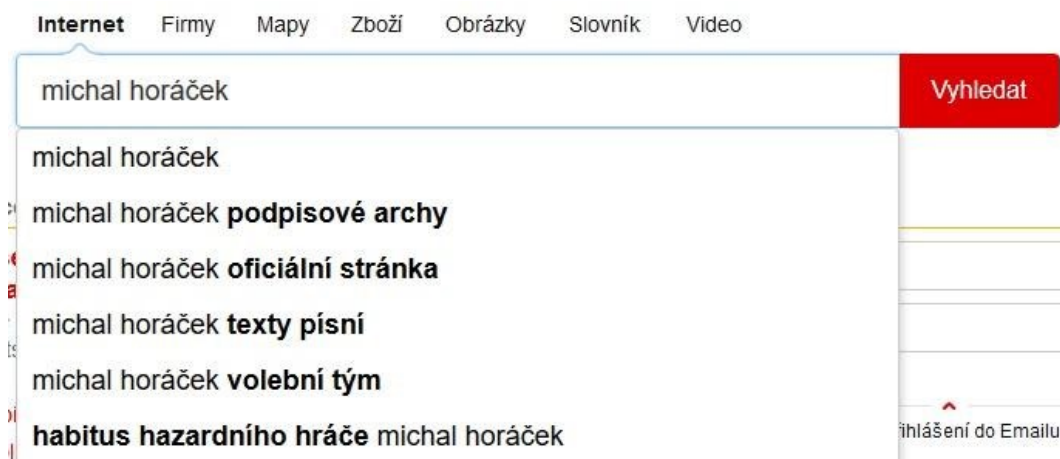 Internet Firmy Mapy Zboží Obrázky Slovník Video
michal horáček Vyhledat
michal horáček
michal horáček podpisové archy
michal horáček oficiální stránka
michal horáček texty písní
michal horáček volební tým
habitus hazardního hráče michal horáček
do Emailu